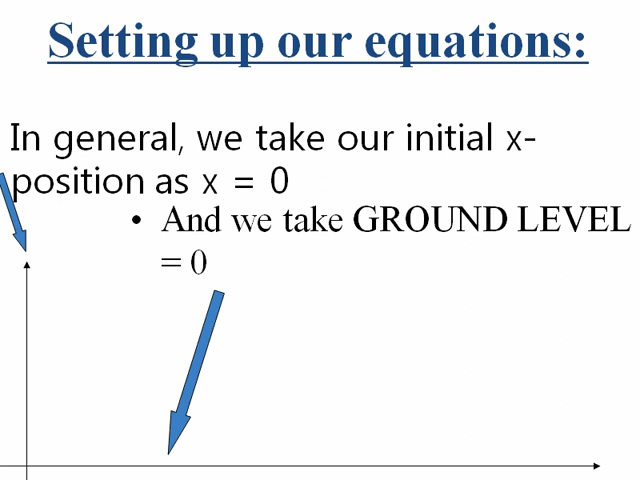 Setting up our equations:
In general, we take our initial x-
position as x = 0
• And we take GROUND LEVEL
= 0